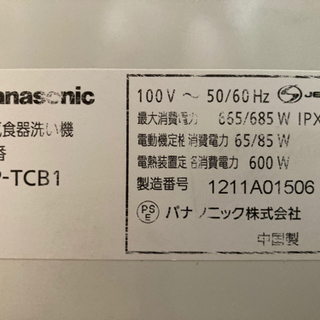 anasonic
気食器洗い機
番
P-TCB1
100V ～ 50/60 Hz JE
最大消費電力 865/685 W IPX
電動機定格消費電力 65/85 W
電熱装置定格消費電力 600 W
製造番号 1211A01506
PS E パナソニック株式会社
中国製